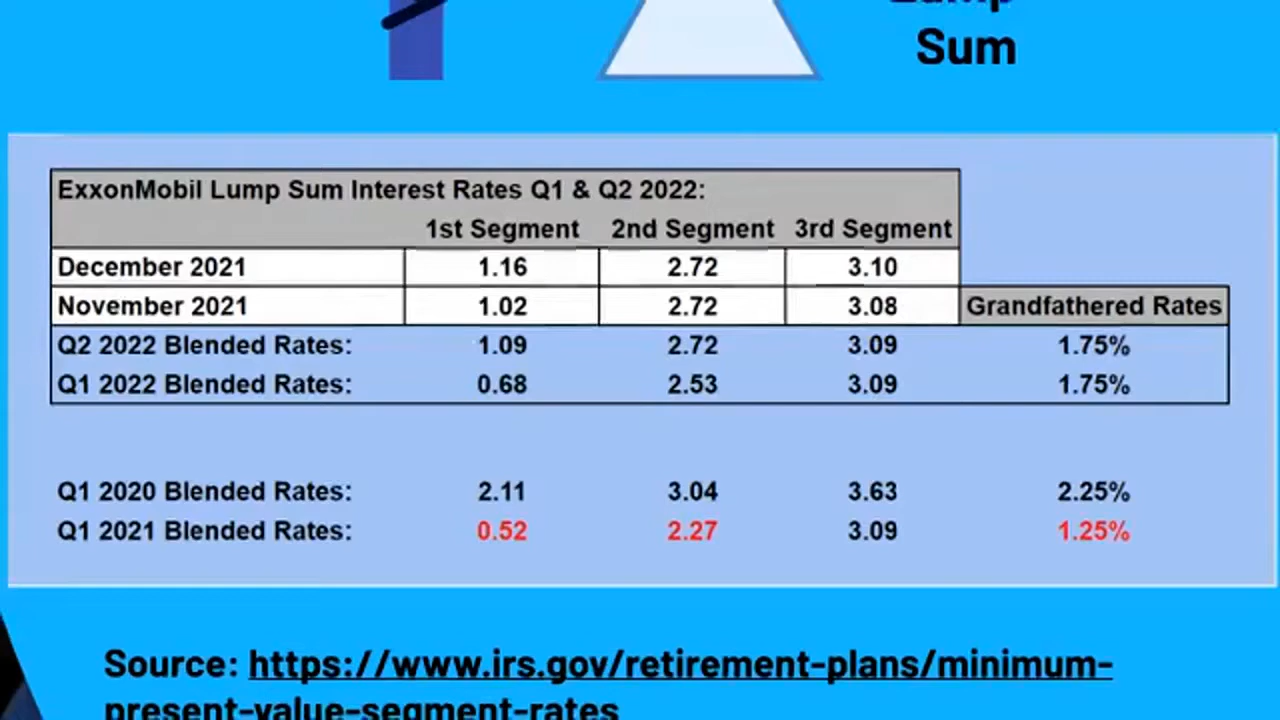 Lump
Sum
ExxonMobil Lump Sum Interest Rates Q1 & Q2 2022:
1st Segment 2nd Segment 3rd Segment
December 2021 1.16 2.72 3.10
November 2021 1.02 2.72 3.08 Grandfathered Rates
Q2 2022 Blended Rates: 1.09 2.72 3.09 1.75%
Q1 2022 Blended Rates: 0.68 2.53 3.09 1.75%
Q1 2020 Blended Rates: 2.11 3.04 3.63 2.25%
Q1 2021 Blended Rates: 0.52 2.27 3.09 1.25%
Source: https://www.irs.gov/retirement-plans/minimum-
present-value-segment-rates